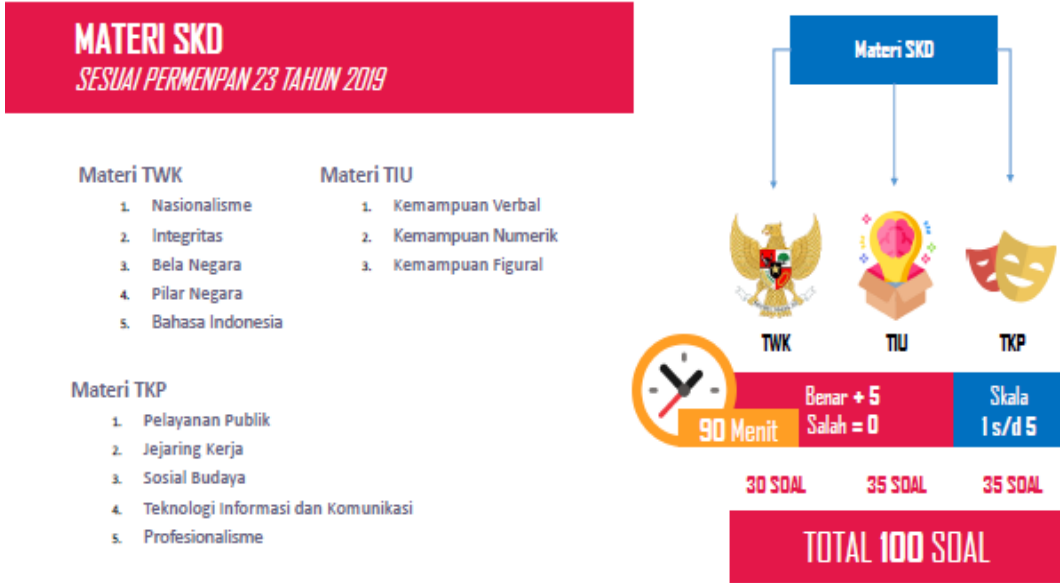 MATERI SKD
SESUAI PERMENPAN 23 TAHUN 2019
Materi TWK
1. Nasionalisme
2. Integritas
3. Bela Negara
4. Pilar Negara
5. Bahasa Indonesia
Materi TIU
1. Kemampuan Verbal
2. Kemampuan Numerik
3. Kemampuan Figural
Materi TKP
1. Pelayanan Publik
2. Jejaring Kerja
3. Sosial Budaya
4. Teknologi Informasi dan Komunikasi
5. Profesionalisme
Materi SKD
TWK
TIU
TKP
90 Menit
Benar + 5
Salah = 0
Skala
1 s/d 5
30 SOAL
35 SOAL
35 SOAL
TOTAL 100 SOAL